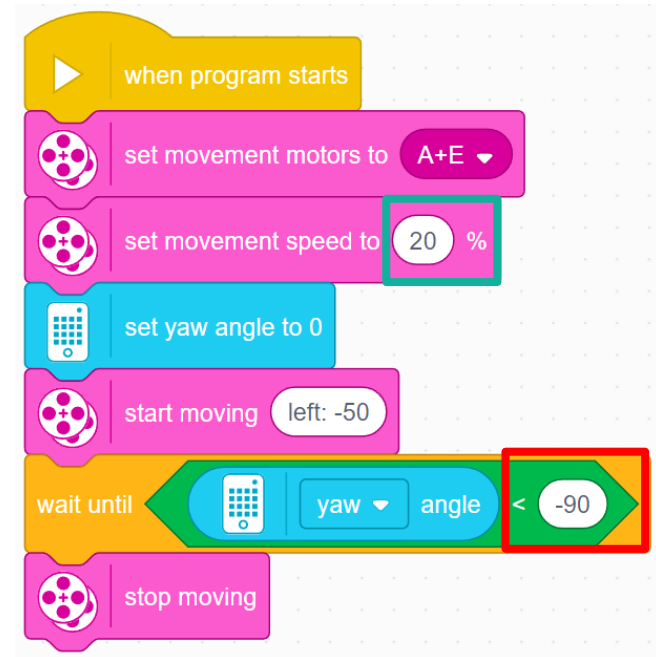 when program starts
set movement motors to A+E
set movement speed to 20 %
set yaw angle to 0
start moving left: -50
wait until yaw angle < -90
stop moving